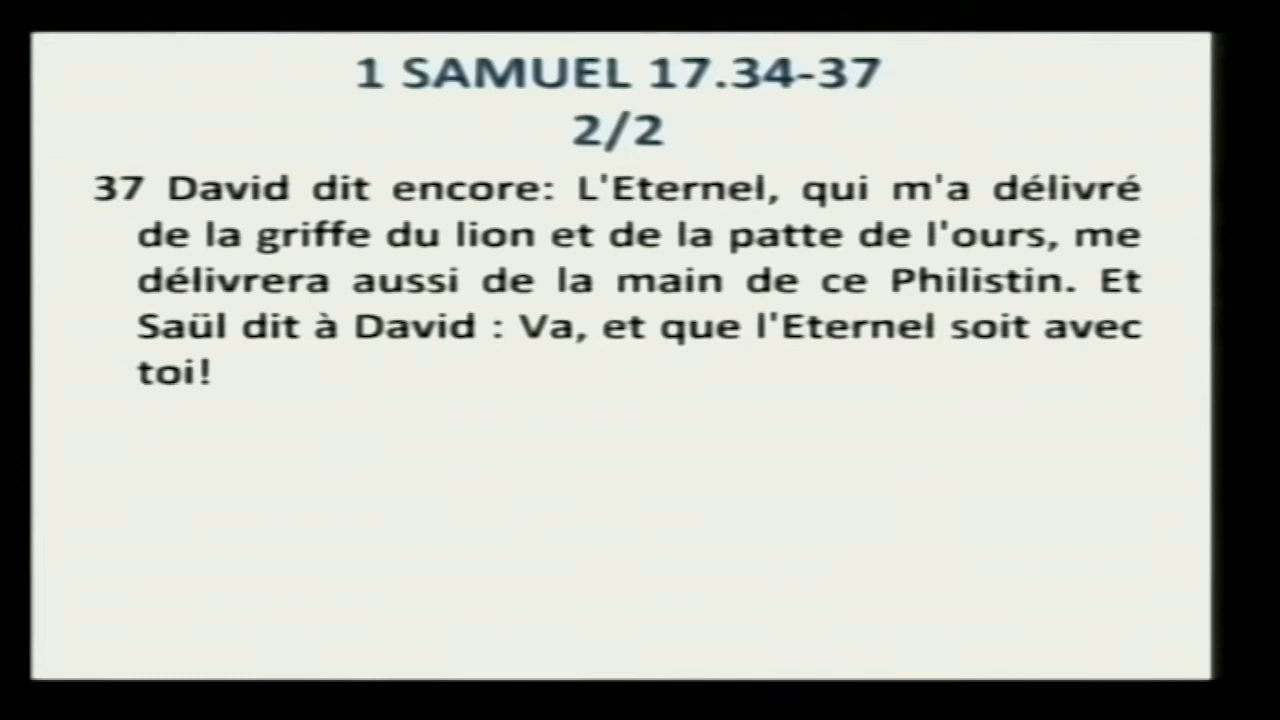 1 SAMUEL 17.34-37
2/2
37 David dit encore: L'Eternel, qui m'a délivré
de la griffe du lion et de la patte de l'ours, me
délivrera aussi de la main de ce Philistin. Et
Saül dit à David : Va, et que l'Eternel soit avec
toi!